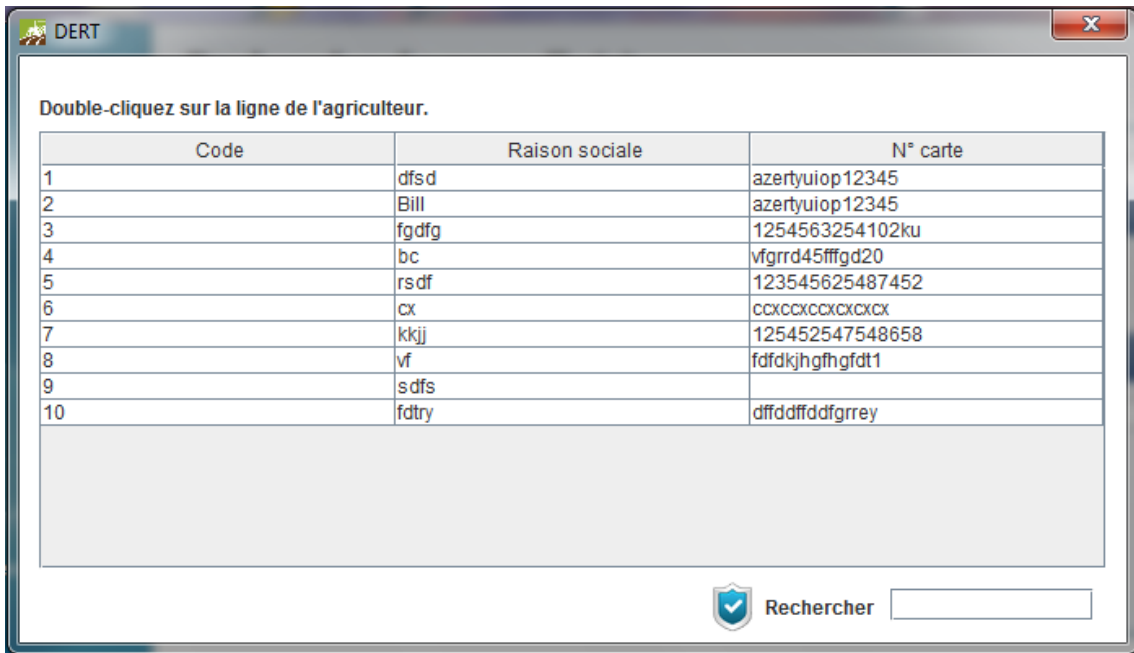 DERT
Double-cliquez sur la ligne de l'agriculteur.
Code Raison sociale N° carte
1 dfsd azertyuiop12345
2 Bill azertyuiop12345
3 fgdfg 1254563254102ku
4 bc vfgrrd45fffgd20
5 rsdf 123545625487452
6 cx ccxccxccxcxcxcx
7 kkjj 125452547548658
8 vf fdfdkjhgfhgfdt1
9 sdfs
10 fdtry dffddffddfgrrey
Rechercher